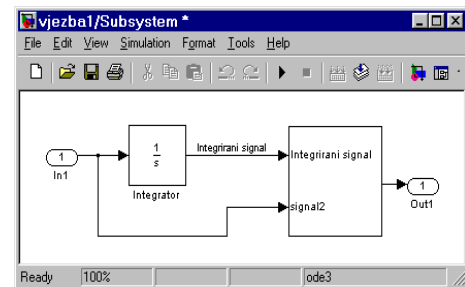 vjezba1/Subsystem *
File Edit View Simulation Format Tools Help
1
In1
1
s
Integrator
Integrirani signal
Integrirani signal
signal2
1
Out1
Ready 100% ode3